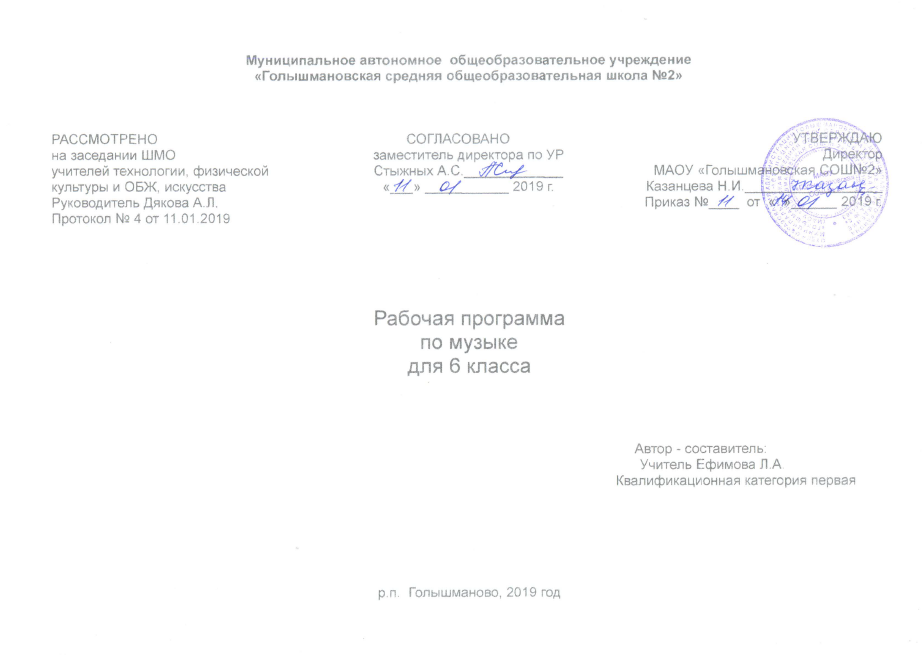 Муниципальное автономное общеобразовательное учреждение
«Голышмановская средняя общеобразовательная школа №2»
РАССМОТРЕНО
на заседании ШМО
учителей технологии, физической
культуры и ОБЖ, искусства
Руководитель Дякова А.Л.
Протокол № 4 от 11.01.2019
СОГЛАСОВАНО
заместитель директора по УР
Стыжных А.С.
«11» 01 2019 г.
УТВЕРЖДАЮ
Директор
МАОУ «Голышмановская СОШ№2»
Казанцева Н.И.
Приказ № 11 от 01 2019 г.
Рабочая программа
по музыке
для 6 класса
Автор - составитель:
Учитель Ефимова Л.А.
Квалификационная категория первая
р.п. Голышманово, 2019 год